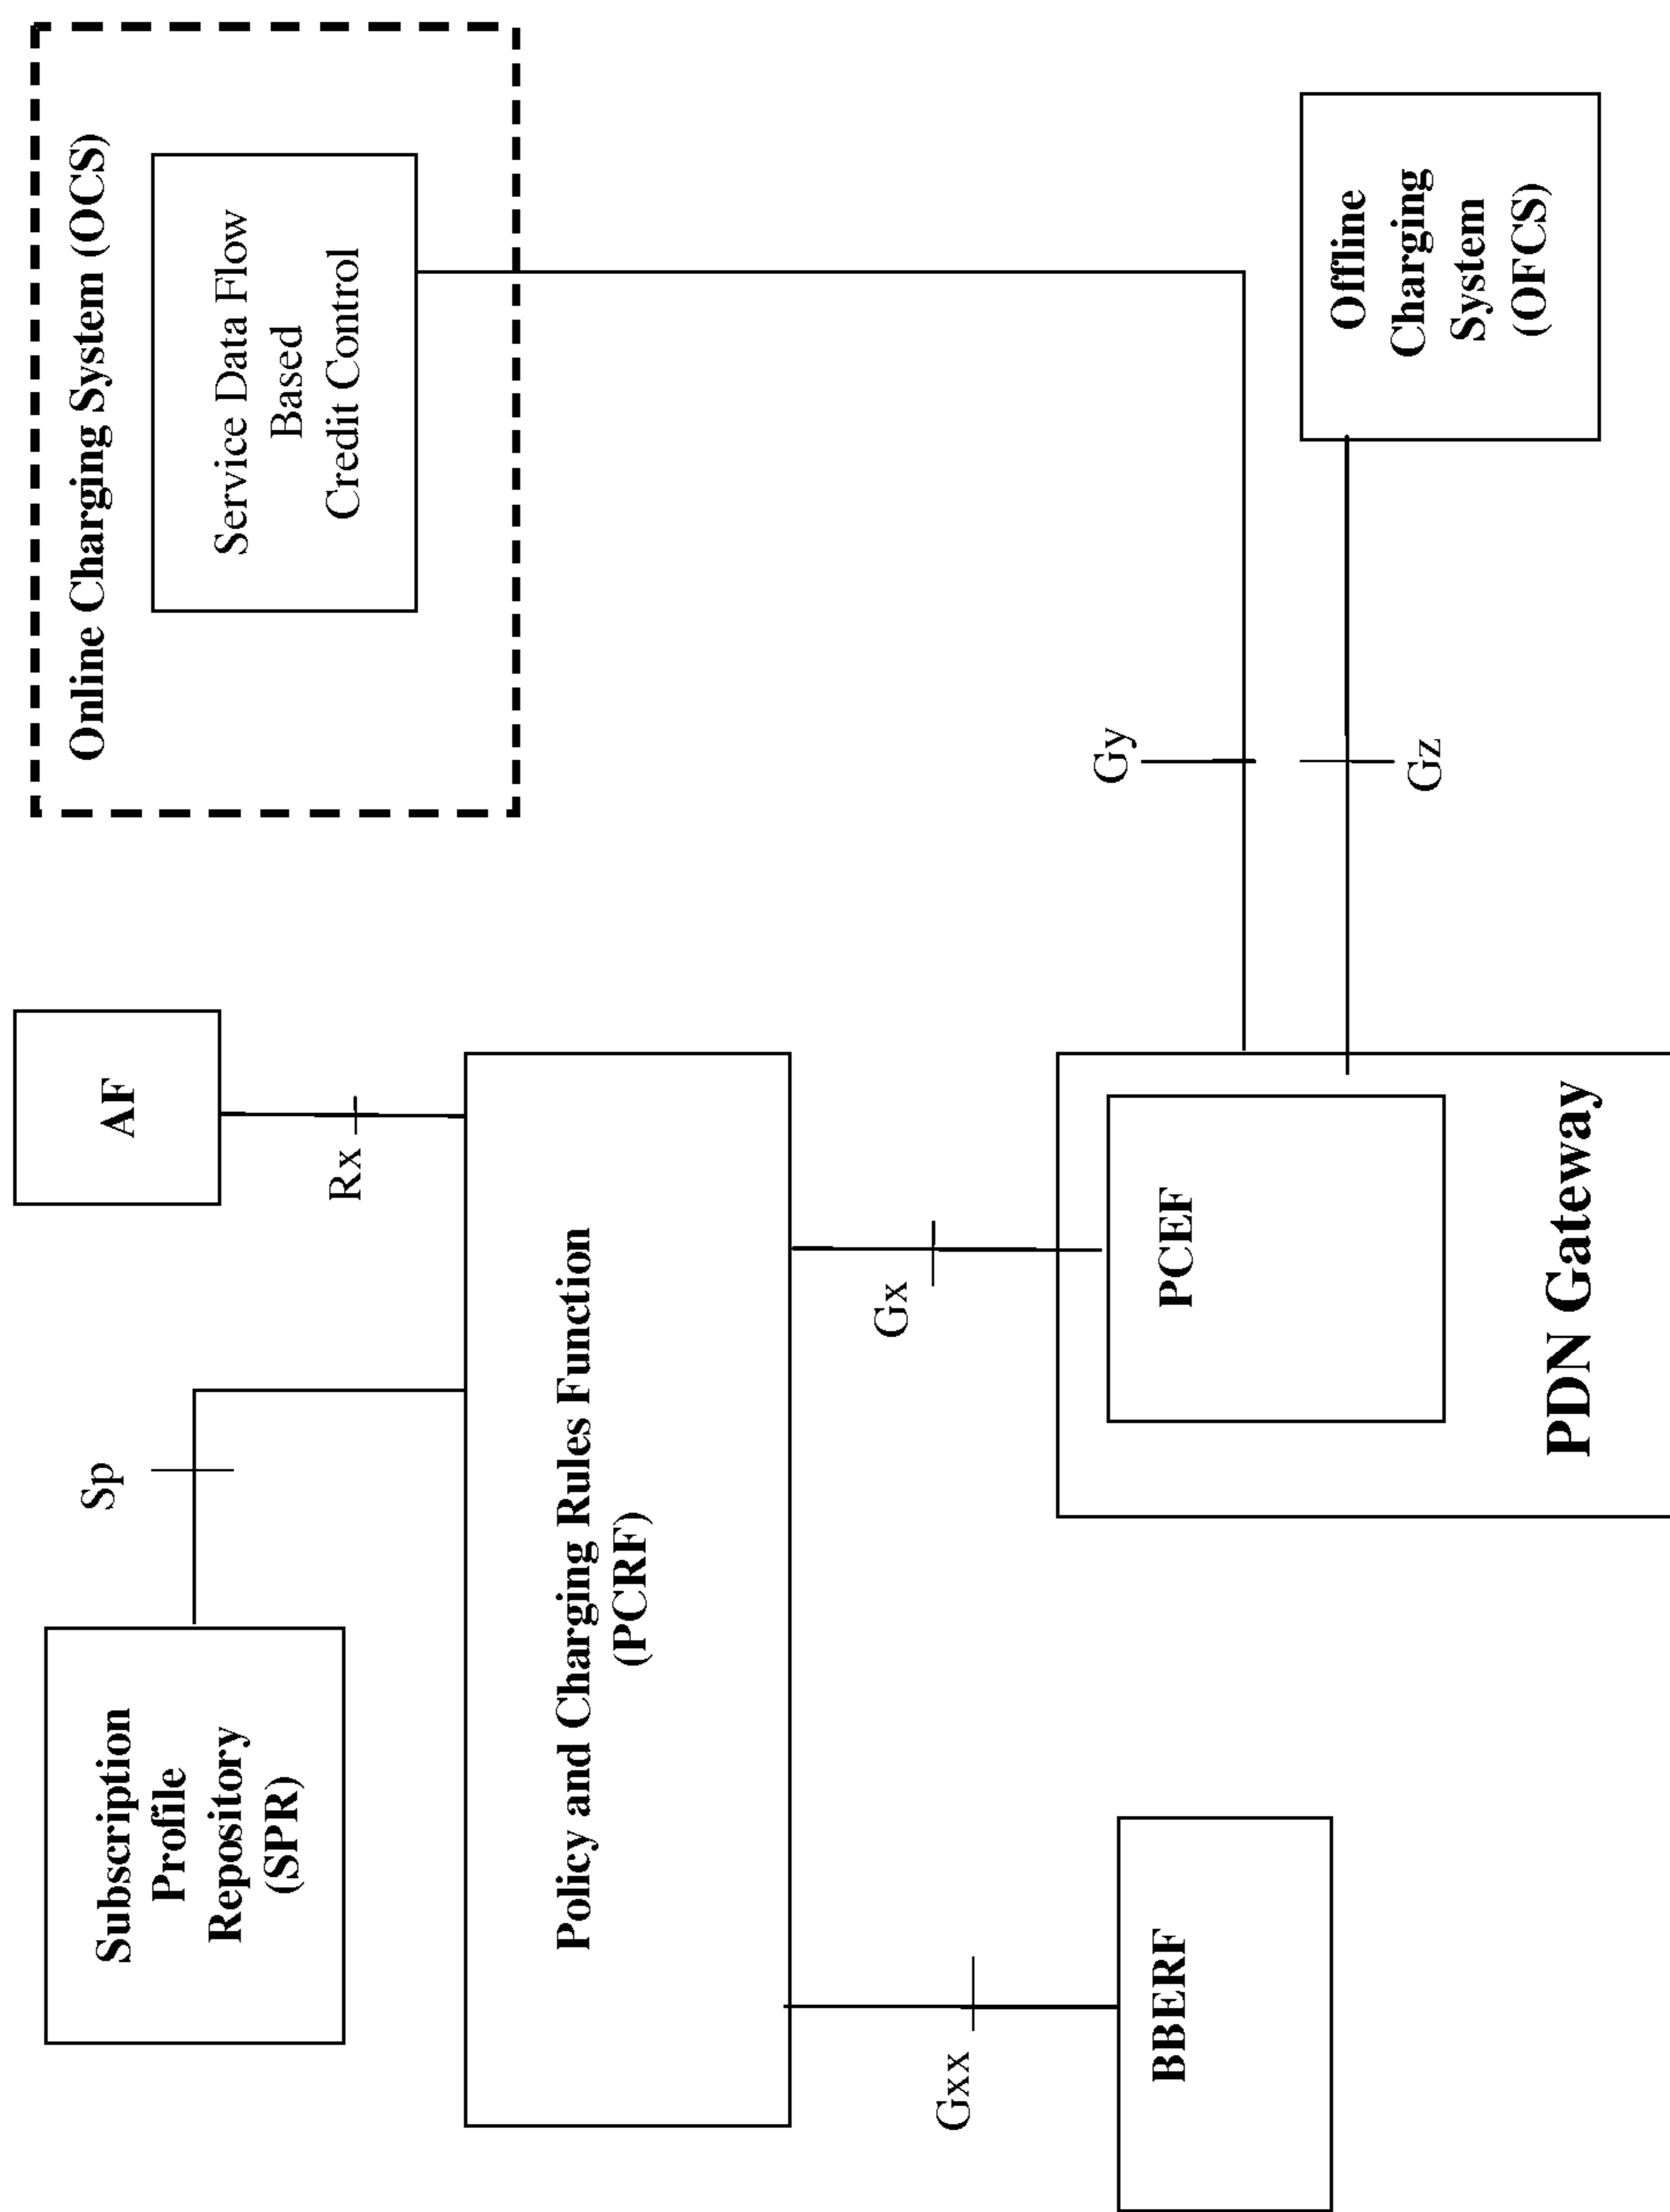 Subscription
Profile
Repository
(SPR)
Sp
AF
Rx
Online Charging System (OCS)
Service Data Flow
Based
Credit Control
Policy and Charging Rules Function
(PCRF)
Gxx
Gx
Gy
Gz
BBERF
PCEF
PDN Gateway
Offline
Charging
System
(OFCS)